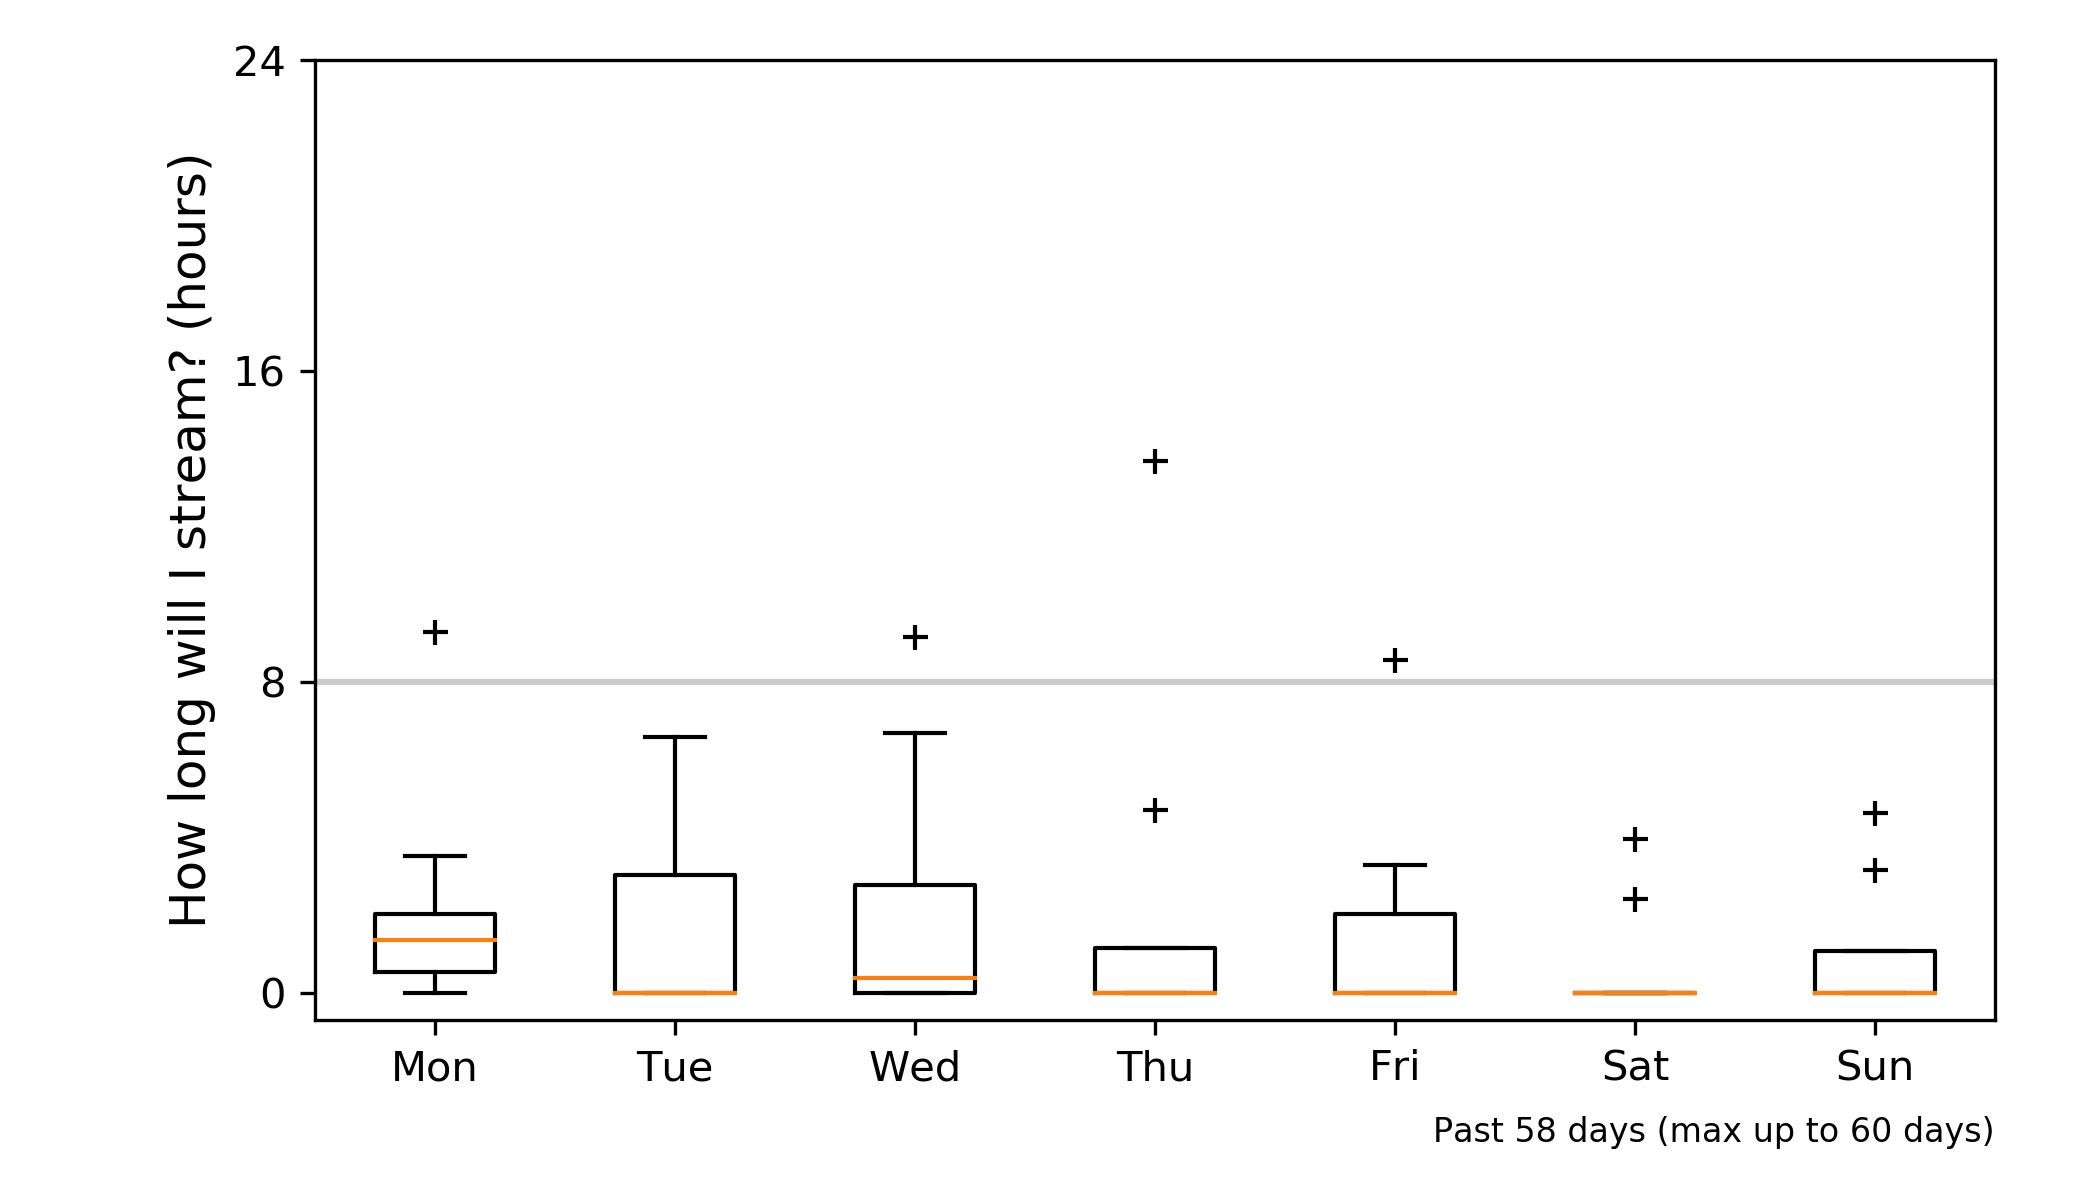 24
16
8
0
How long will I stream? (hours)
Mon Tue Wed Thu Fri Sat Sun
Past 58 days (max up to 60 days)